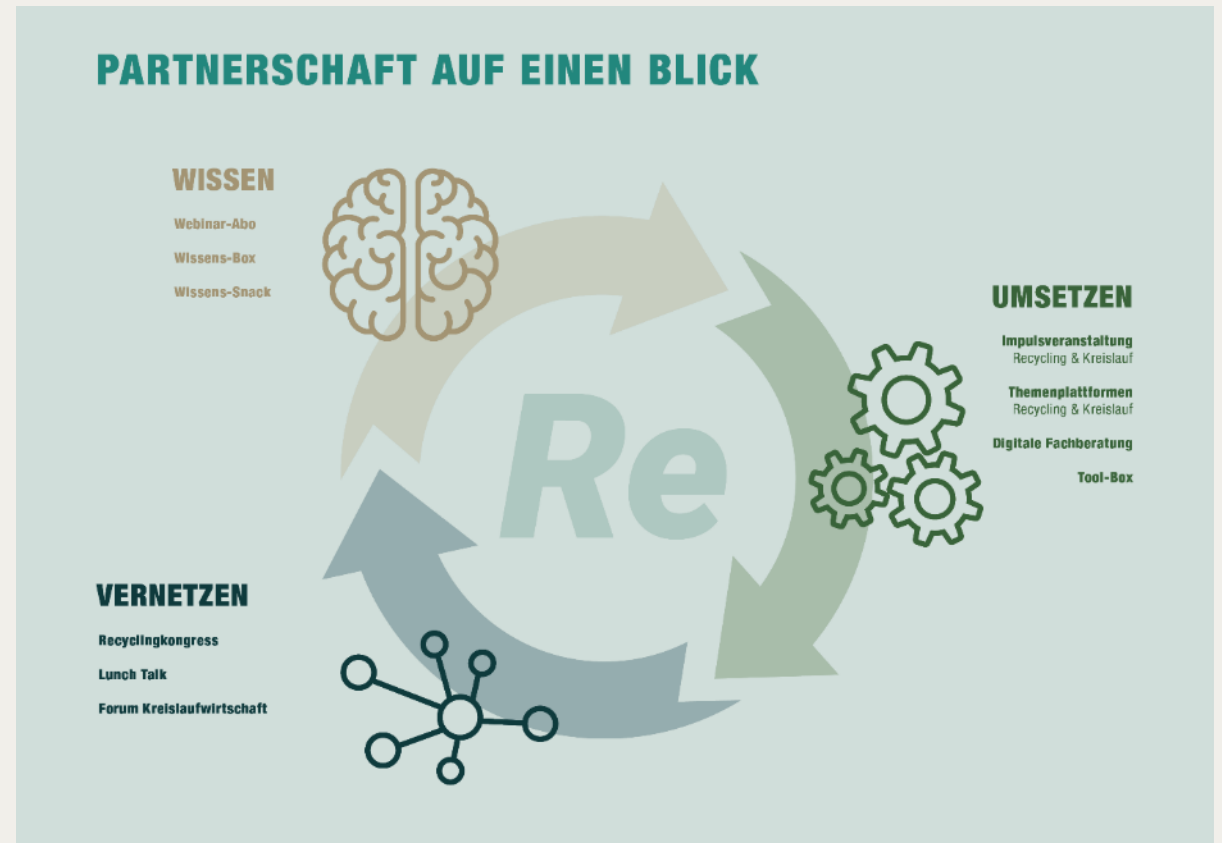 PARTNERSCHAFT AUF EINEN BLICK
WISSEN
Webinar-Abo
Wissens-Box
Wissens-Snack
UMSETZEN
Impulsveranstaltung
Recycling & Kreislauf
Themenplattformen
Recycling & Kreislauf
Digitale Fachberatung
Tool-Box
Re
VERNETZEN
Recyclingkongress
Lunch Talk
Forum Kreislaufwirtschaft